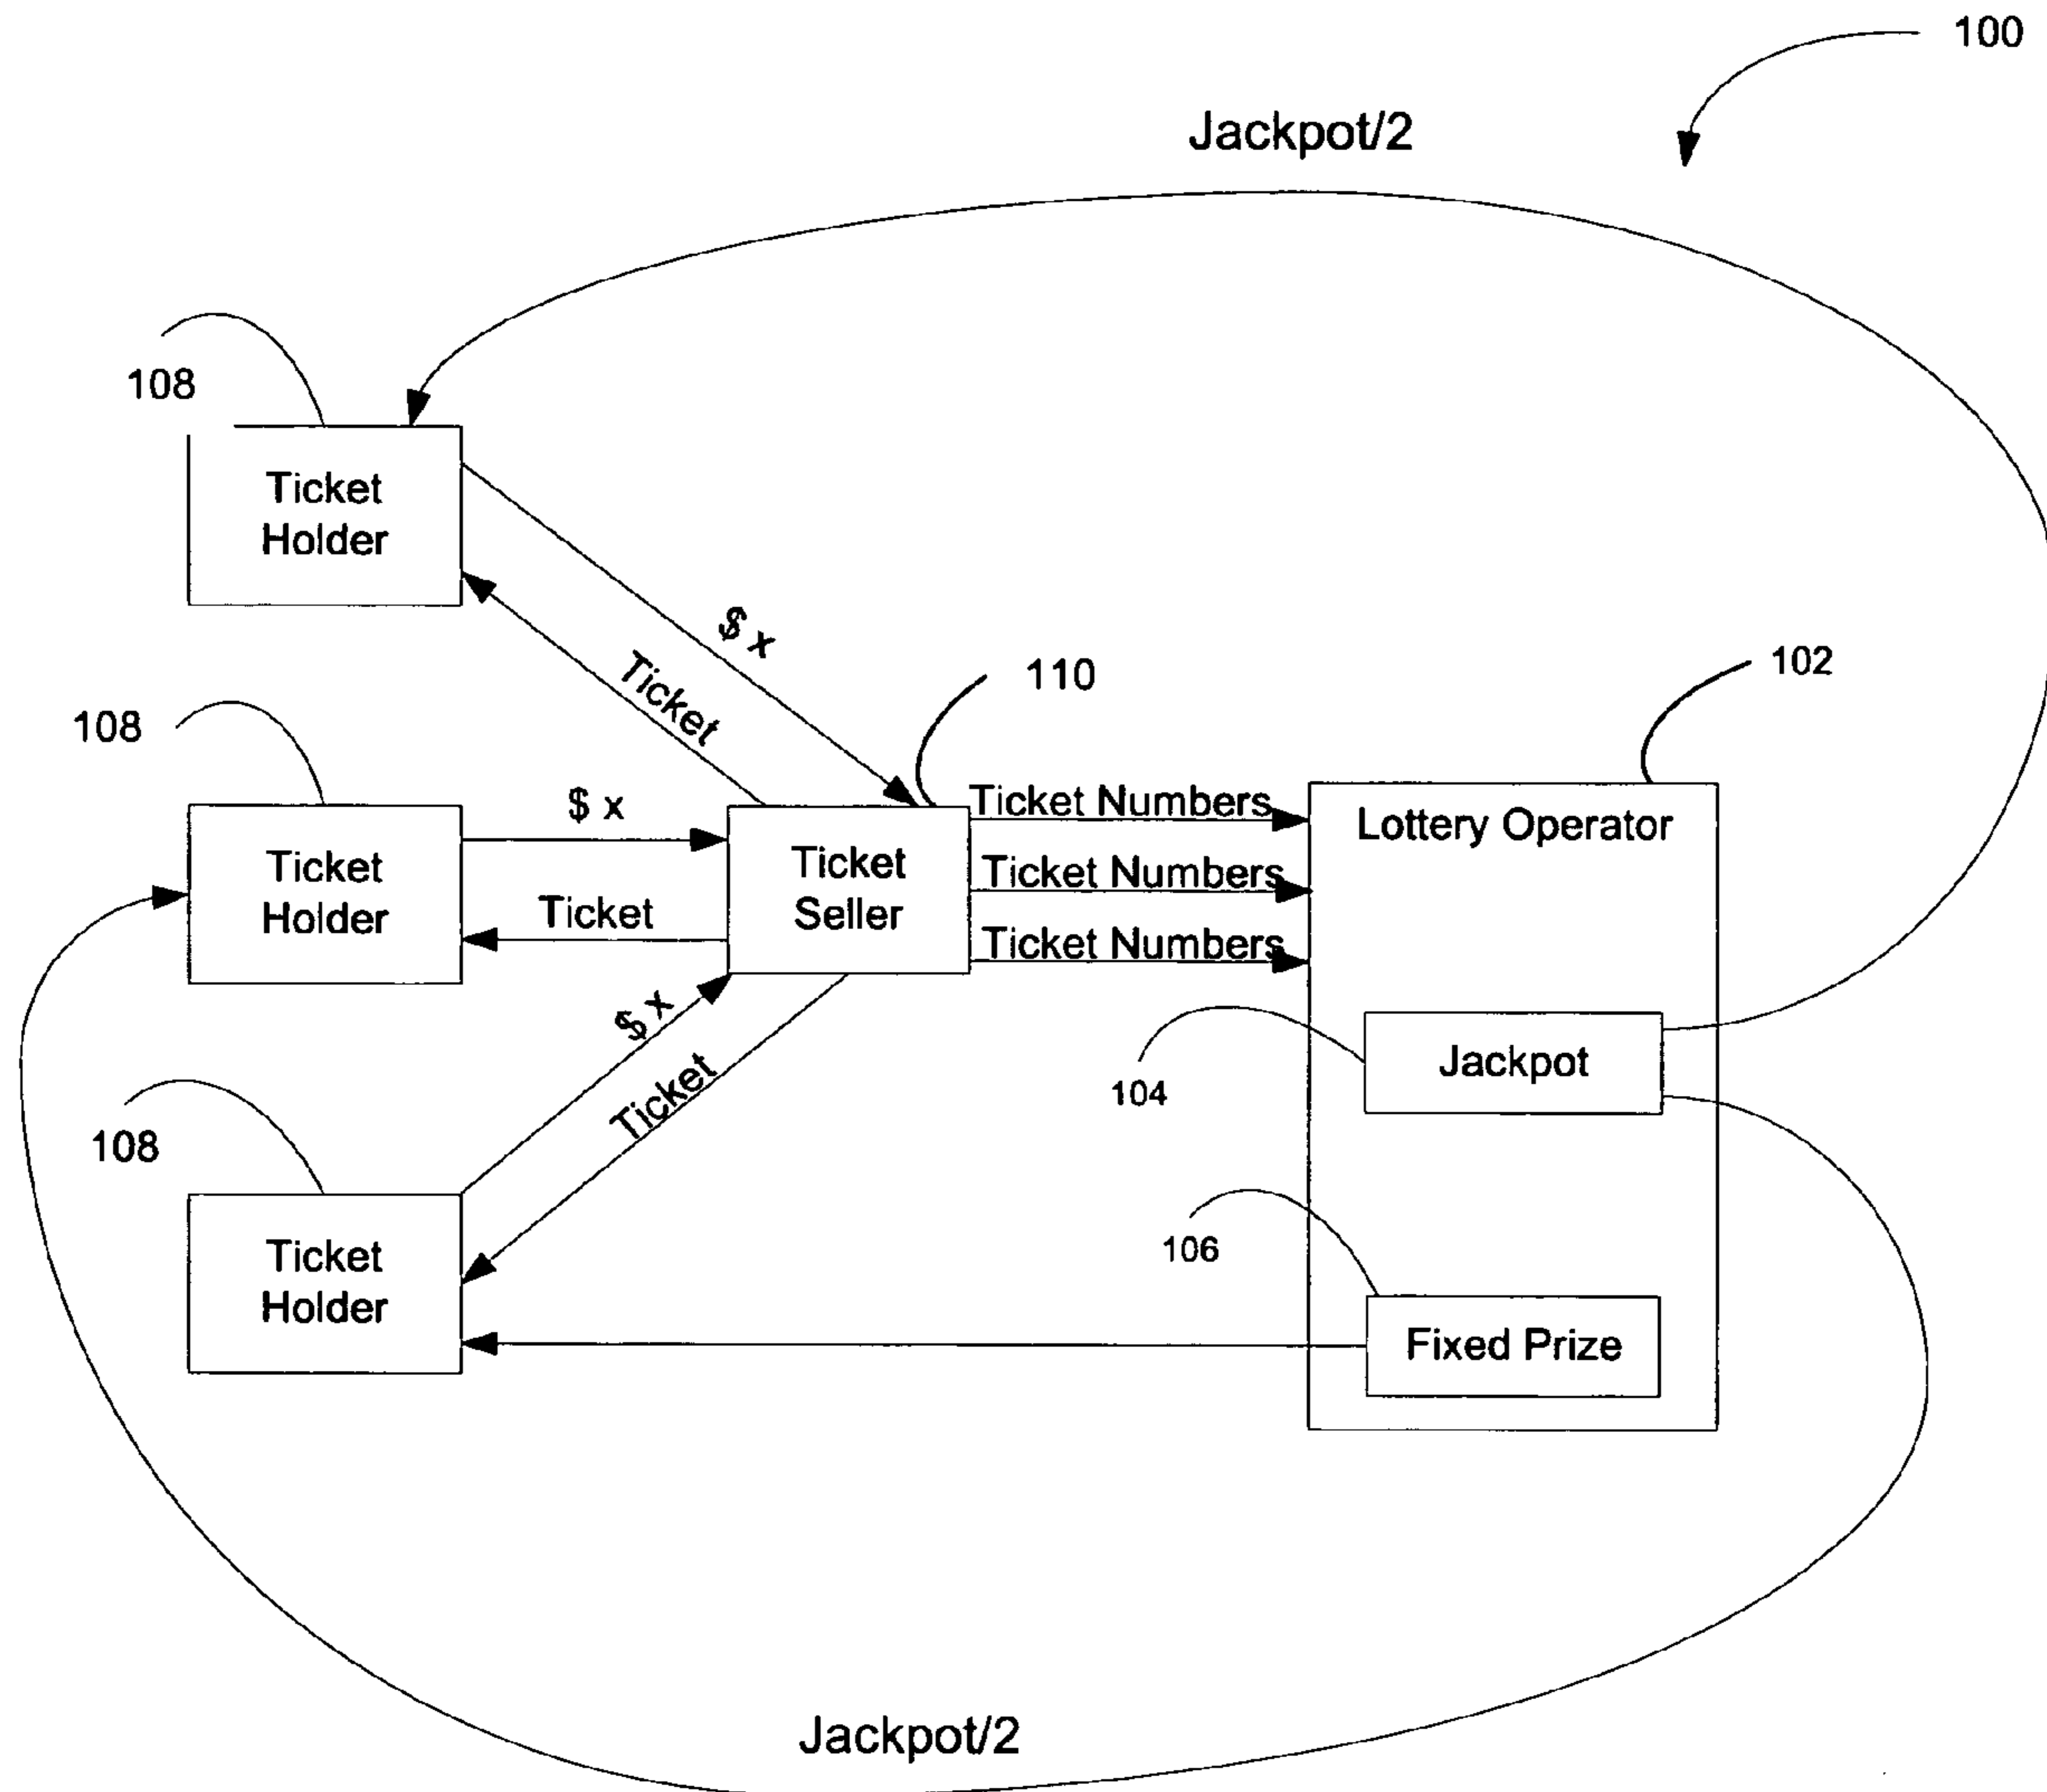 100
Jackpot/2
108
Ticket
Holder
$ x
Ticket
110
102
108
$ x
Ticket Numbers
Lottery Operator
Ticket
Holder
Ticket
Seller
Ticket Numbers
Ticket
Ticket Numbers
$ x
Ticket
104
Jackpot
108
106
Ticket
Holder
Fixed Prize
Jackpot/2